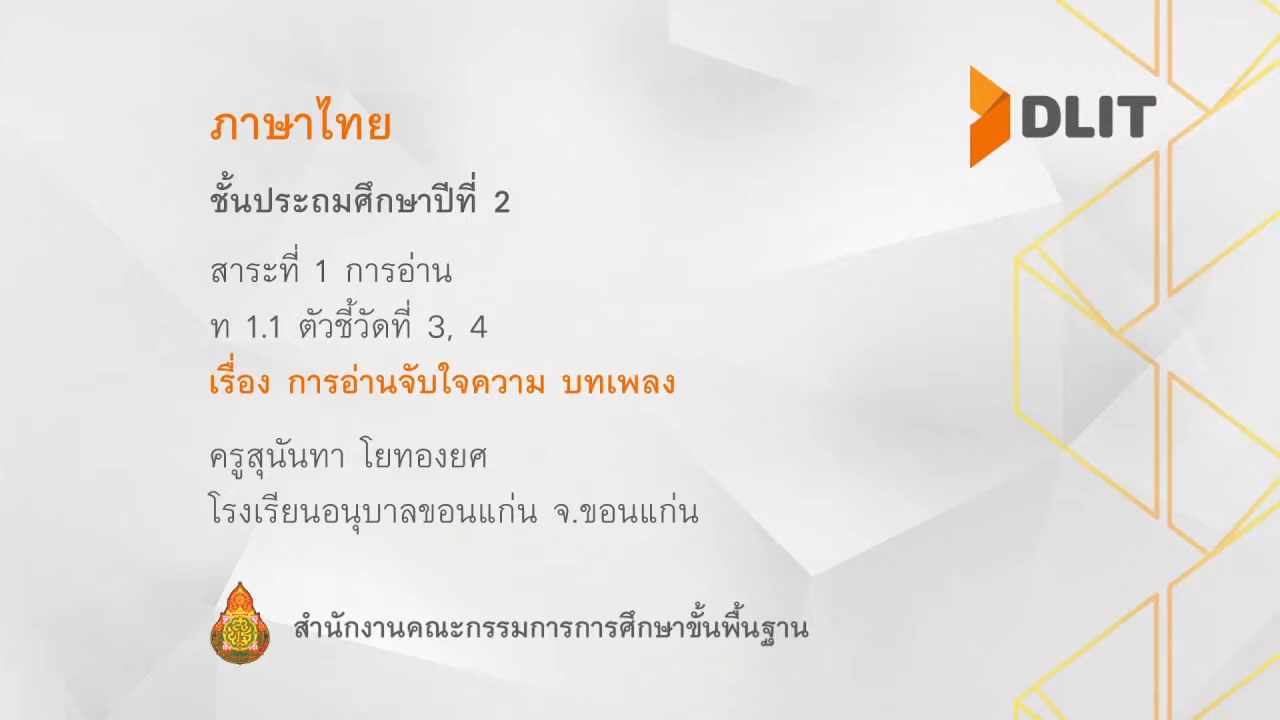 DLIT
ภาษาไทย
ชั้นประถมศึกษาปีที่ 2
สาระที่ 1 การอ่าน
ท 1.1 ตัวชี้วัดที่ 3, 4
เรื่อง การอ่านจับใจความ บทเพลง
ครูสุนันทา โยทองยศ
โรงเรียนอนุบาลขอนแก่น จ.ขอนแก่น
สำนักงานคณะกรรมการการศึกษาขั้นพื้นฐาน